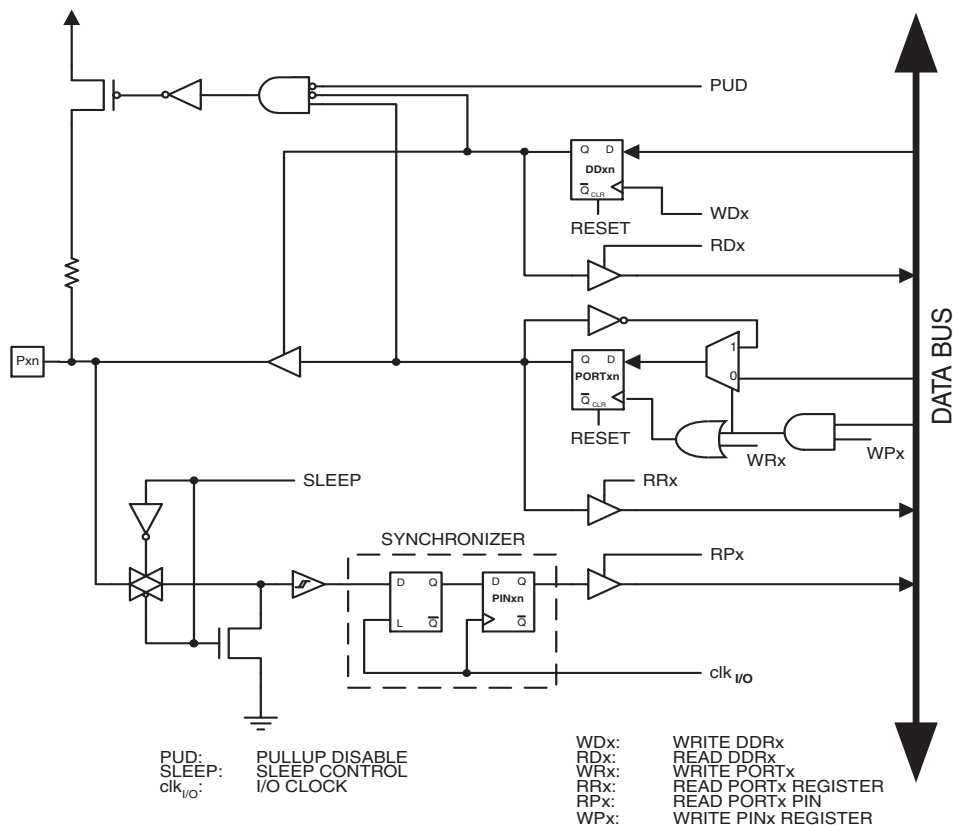 PUD
Q D
DDxn
Q CLR
WDx
RESET
RDx
Pxn
Q D
PORTxn
Q CLR
1
0
RESET
WRx
WPx
DATA BUS
SLEEP
RRx
SYNCHRONIZER
RPx
D Q
L Q
D Q
PINxn
Q
clk I/O
PUD: PULLUP DISABLE
SLEEP: SLEEP CONTROL
clkI/O: I/O CLOCK
WDx: WRITE DDRx
RDx: READ DDRx
WRx: WRITE PORTx
RRx: READ PORTx REGISTER
RPx: READ PORTx PIN
WPx: WRITE PINx REGISTER